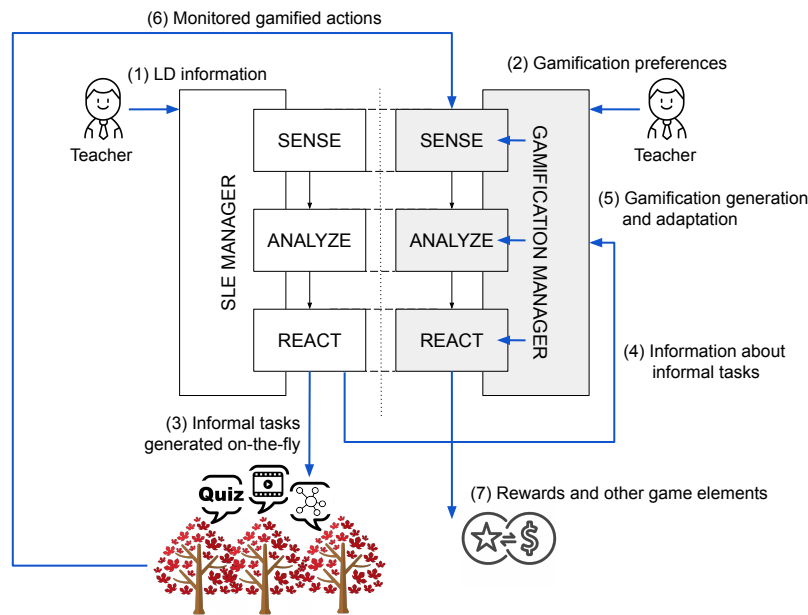 (6) Monitored gamified actions
(1) LD information
(2) Gamification preferences
Teacher
Teacher
SLE MANAGER
SENSE
ANALYZE
REACT
SENSE
ANALYZE
REACT
GAMIFICATION MANAGER
(5) Gamification generation
and adaptation
(4) Information about
informal tasks
(3) Informal tasks
generated on-the-fly
Quiz
(7) Rewards and other game elements
$